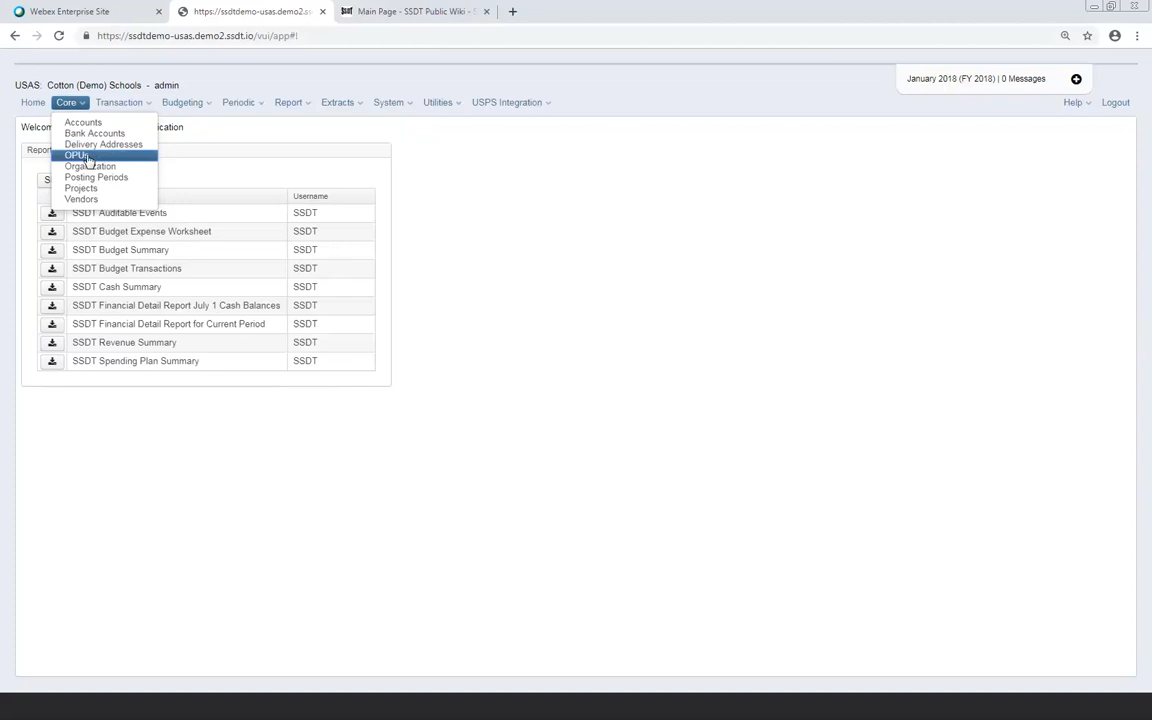 Webex Enterprise Site
https://ssdtdemo-usas.demo2.ss
Main Page - SSDT Public Wiki -
https://ssdtdemo-usas.demo2.ssdt.io/vui/app#!
USAS: Cotton (Demo) Schools - admin
January 2018 (FY 2018) | 0 Messages
Home Core Transaction Budgeting Periodic Report Extracts System Utilities USPS Integration Help Logout
Accounts
Bank Accounts
Delivery Addresses
OPUs
Organization
Posting Periods
Projects
Vendors
Username
SSDT Auditable Events SSDT
SSDT Budget Expense Worksheet SSDT
SSDT Budget Summary SSDT
SSDT Budget Transactions SSDT
SSDT Cash Summary SSDT
SSDT Financial Detail Report July 1 Cash Balances SSDT
SSDT Financial Detail Report for Current Period SSDT
SSDT Revenue Summary SSDT
SSDT Spending Plan Summary SSDT